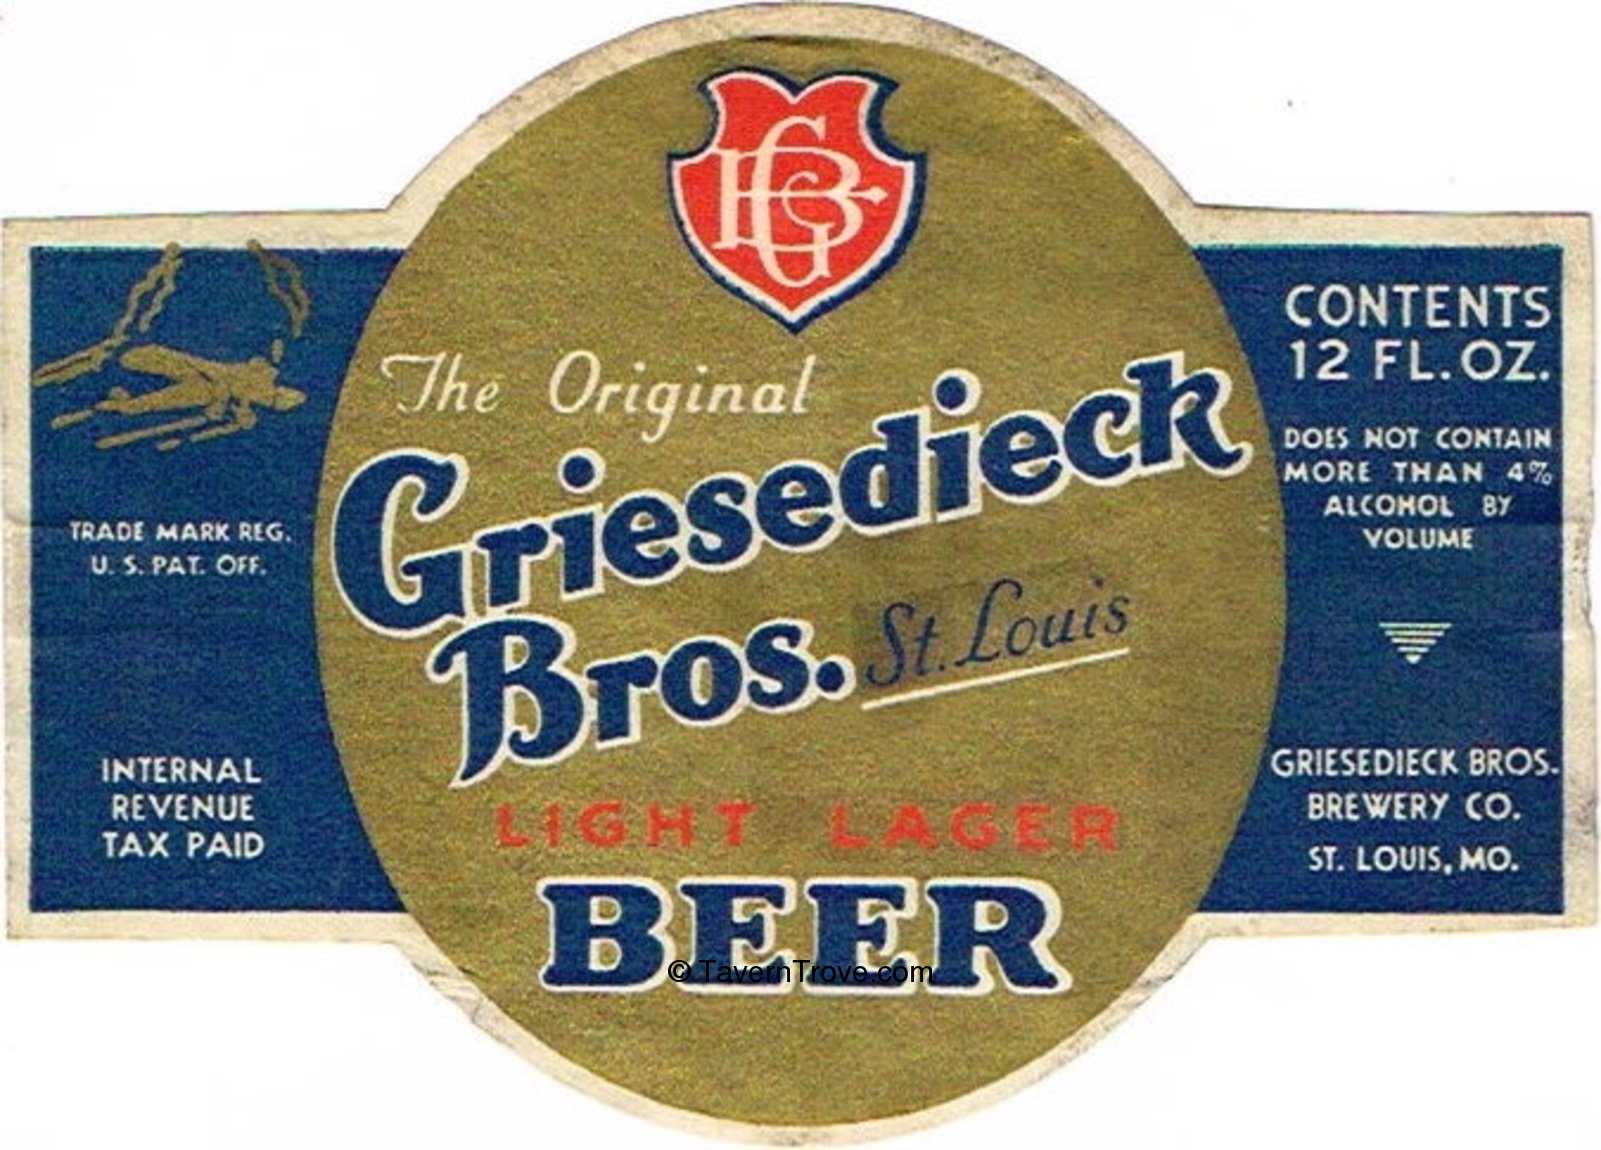 GBC
The Original
Griesedieck
Bros. St. Louis
LIGHT LAGER
BEER
© TavernTrove.com
TRADE MARK REG.
U. S. PAT. OFF.
INTERNAL
REVENUE
TAX PAID
CONTENTS
12 FL. OZ.
DOES NOT CONTAIN
MORE THAN 4%
ALCOHOL BY
VOLUME
GRIESEDIECK BROS.
BREWERY CO.
ST. LOUIS, MO.